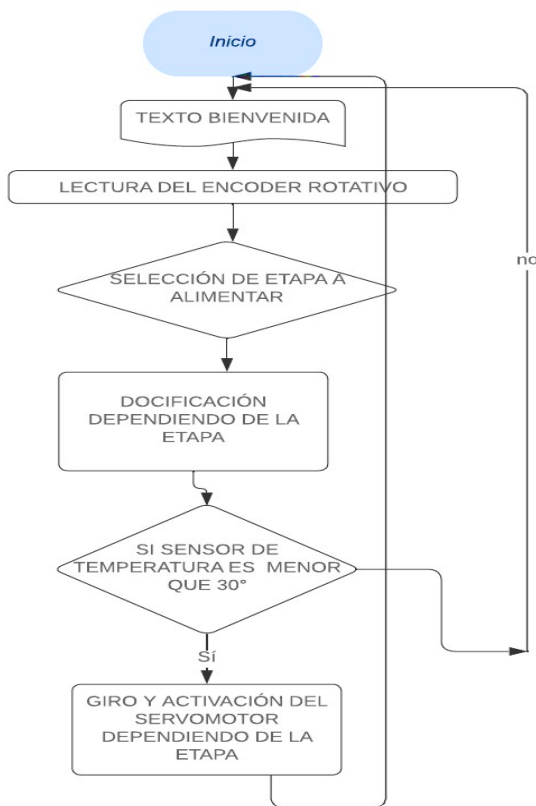 Inicio
TEXTO BIENVENIDA
LECTURA DEL ENCODER ROTATIVO
SELECCIÓN DE ETAPA A
ALIMENTAR
no
DOCIFICACIÓN
DEPENDIENDO DE LA
ETAPA
SI SENSOR DE
TEMPERATURA ES MENOR
QUE 30°
Sí
GIRO Y ACTIVACIÓN DEL
SERVOMOTOR
DEPENDIENDO DE LA
ETAPA